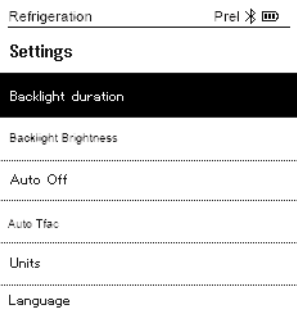 Refrigeration Prel
Settings
Backlight duration
Backlight Brightness
Auto Off
Auto Tfac
Units
Language